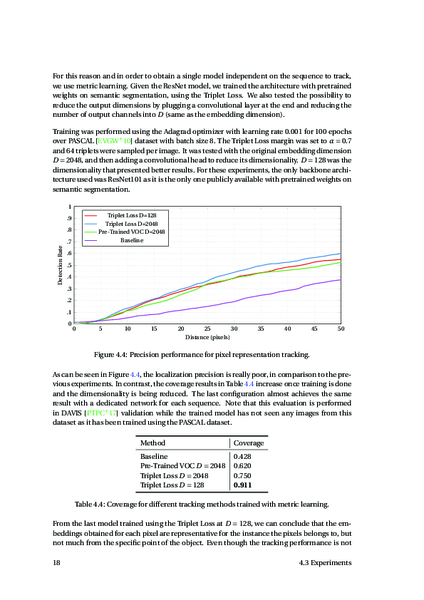 For this reason and in order to obtain a single model independent on the sequence to track,
we use metric learning. Given the ResNet model, we trained the architecture with pretrained
weights on semantic segmentation, using the Triplet Loss. We also tested the possibility to
reduce the output dimensions by plugging a convolutional layer at the end and reducing the
number of output channels into D (same as the embedding dimension).
Training was performed using the Adagrad optimizer with learning rate 0.001 for 100 epochs
over PASCAL [EVGW+10] dataset with batch size 8. The Triplet Loss margin was set to α = 0.7
and 64 triplets were sampled per image. It was tested with the original embedding dimension
D = 2048, and then adding a convolutional head to reduce its dimensionality. D = 128 was the
dimensionality that presented better results. For these experiments, the only backbone archi-
tecture used was ResNet101 as it is the only one publicly available with pretrained weights on
semantic segmentation.
1
.9
.8
.7
.6
.5
.4
.3
.2
.1
0
Detection Rate
Triplet Loss D=128
Triplet Loss D=2048
Pre-Trained VOC D=2048
Baseline
0 5 10 15 20 25 30 35 40 45 50
Distance (pixels)
Figure 4.4: Precision performance for pixel representation tracking.
As can be seen in Figure 4.4, the localization precision is really poor, in comparison to the pre-
vious experiments. In contrast, the coverage results in Table 4.4 increase once training is done
and the dimensionality is being reduced. The last configuration almost achieves the same
result with a dedicated network for each sequence. Note that this evaluation is performed
in DAVIS [PTPC+17] validation while the trained model has not seen any images from this
dataset as it has been trained using the PASCAL dataset.
Method Coverage
Baseline 0.428
Pre-Trained VOC D = 2048 0.620
Triplet Loss D = 2048 0.750
Triplet Loss D = 128 0.911
Table 4.4: Coverage for different tracking methods trained with metric learning.
From the last model trained using the Triplet Loss at D = 128, we can conclude that the em-
beddings obtained for each pixel are representative for the instance the pixels belongs to, but
not much from the specific point of the object. Even though the tracking performance is not
18 4.3 Experiments